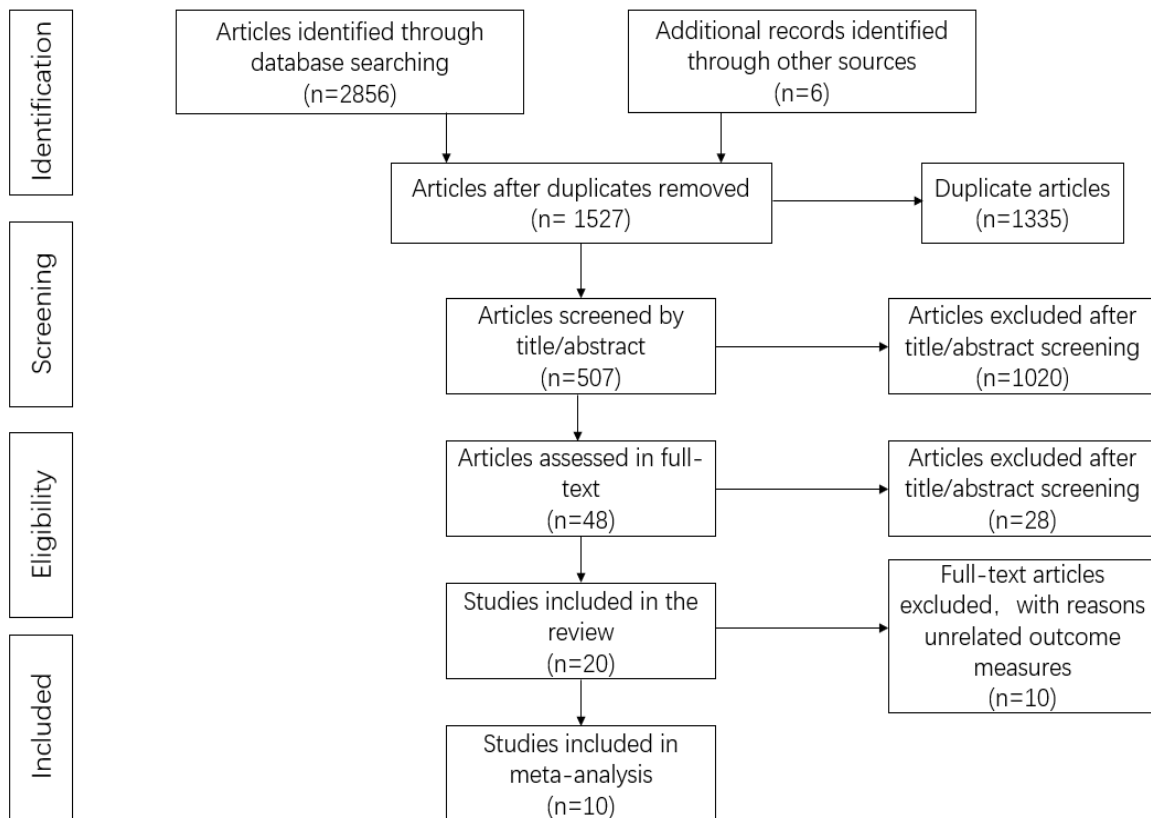 Identification
Articles identified through
database searching
(n=2856)
Additional records identified
through other sources
(n=6)
Articles after duplicates removed
(n= 1527)
Duplicate articles
(n=1335)
Screening
Articles screened by
title/abstract
(n=507)
Articles excluded after
title/abstract screening
(n=1020)
Eligibility
Articles assessed in full-
text
(n=48)
Articles excluded after
title/abstract screening
(n=28)
Studies included in the
review
(n=20)
Full-text articles
excluded，with reasons
unrelated outcome
measures
(n=10)
Included
Studies included in
meta-analysis
(n=10)